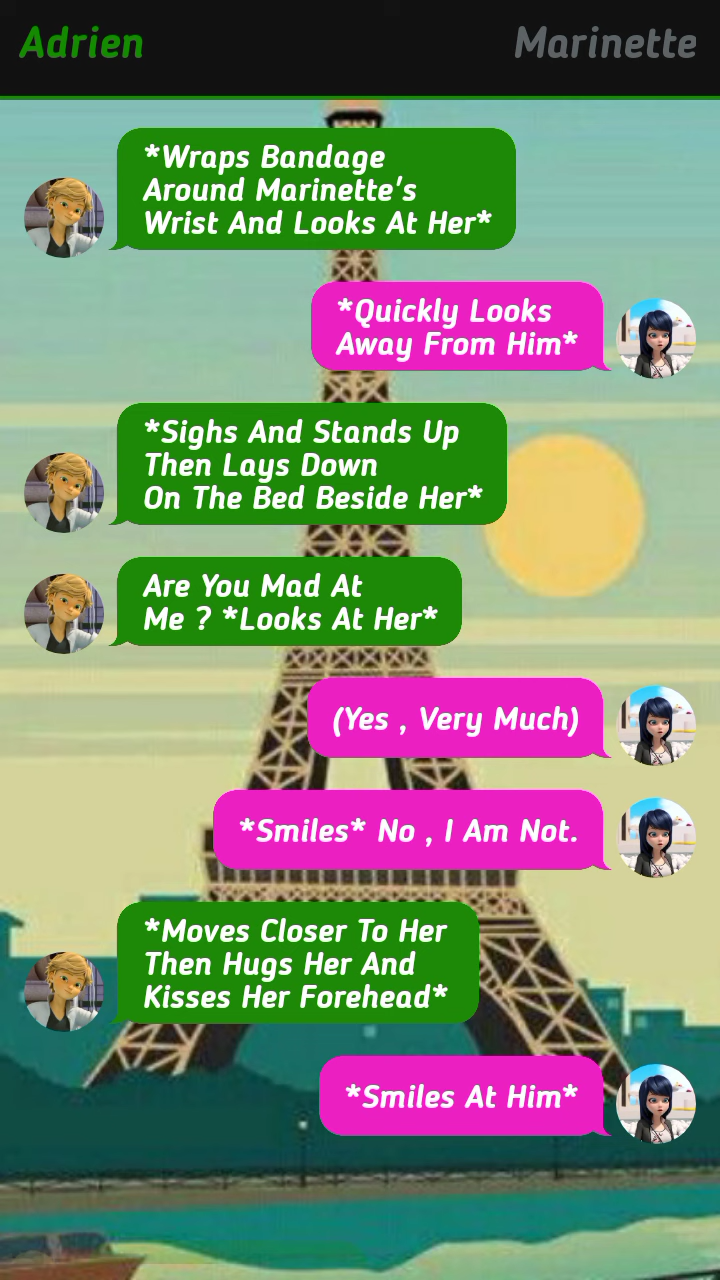 Adrien
Marinette
*Wraps Bandage
Around Marinette's
Wrist And Looks At Her*
*Quickly Looks
Away From Him*
*Sighs And Stands Up
Then Lays Down
On The Bed Beside Her*
Are You Mad At
Me ? *Looks At Her*
(Yes , Very Much)
*Smiles* No , I Am Not.
*Moves Closer To Her
Then Hugs Her And
Kisses Her Forehead*
*Smiles At Him*